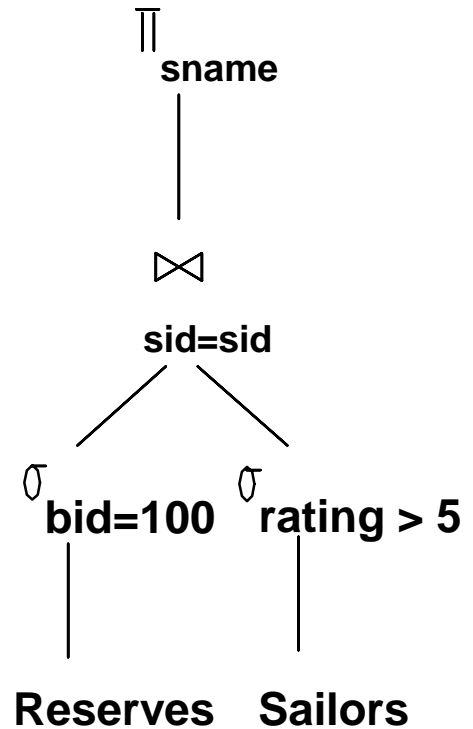 π
sname
⋈
sid=sid
σ bid=100 σ rating > 5
Reserves Sailors